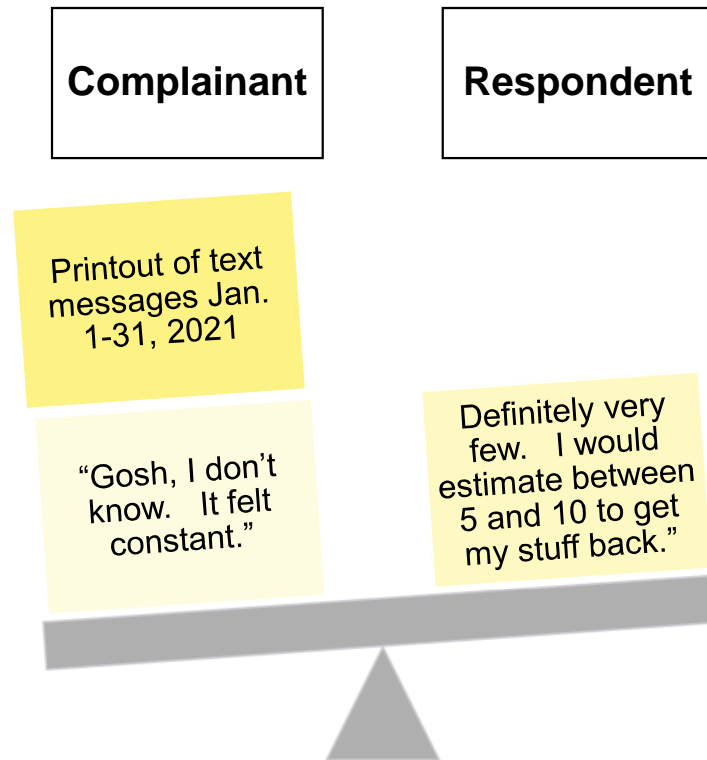 Complainant
Respondent
Printout of text
messages Jan.
1-31, 2021
“Gosh, I don’t
know. It felt
constant.”
Definitely very
few. I would
estimate between
5 and 10 to get
my stuff back.”